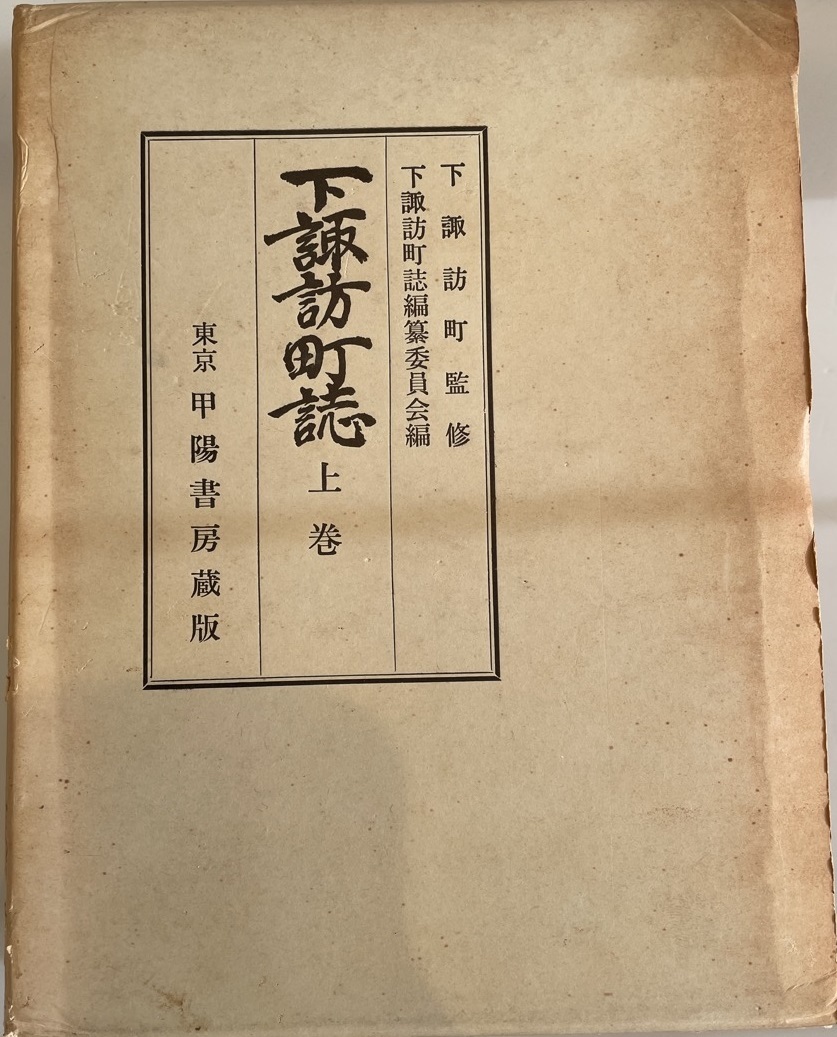 下諏訪町監修
下諏訪町誌編纂委員会編
下諏訪町誌 上巻
東京 甲陽書房蔵版